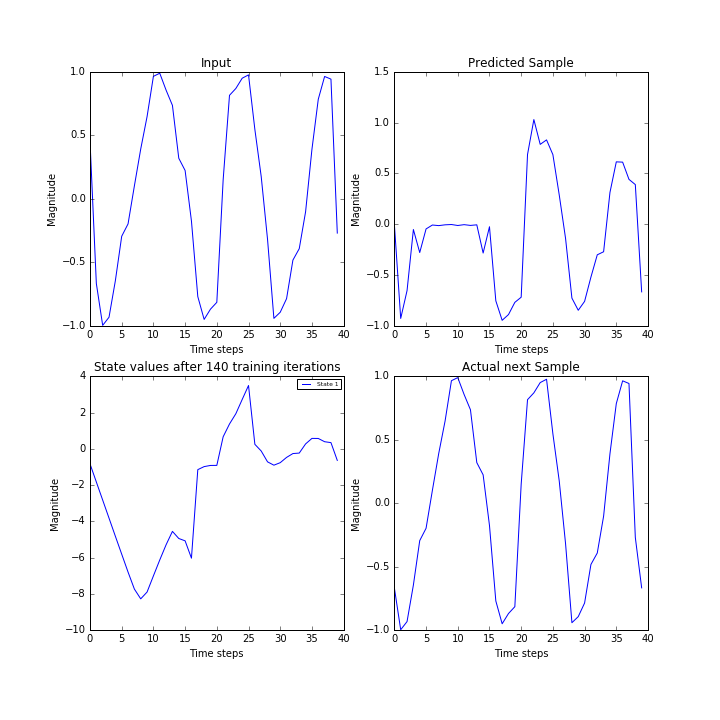 Input
Magnitude
1.0
0.5
0.0
−0.5
−1.0
0 5 10 15 20 25 30 35 40
Time steps
Predicted Sample
Magnitude
1.5
1.0
0.5
0.0
−0.5
−1.0
0 5 10 15 20 25 30 35 40
Time steps
State values after 140 training iterations
State 1
Magnitude
4
2
0
−2
−4
−6
−8
−10
0 5 10 15 20 25 30 35 40
Time steps
Actual next Sample
Magnitude
1.0
0.5
0.0
−0.5
−1.0
0 5 10 15 20 25 30 35 40
Time steps